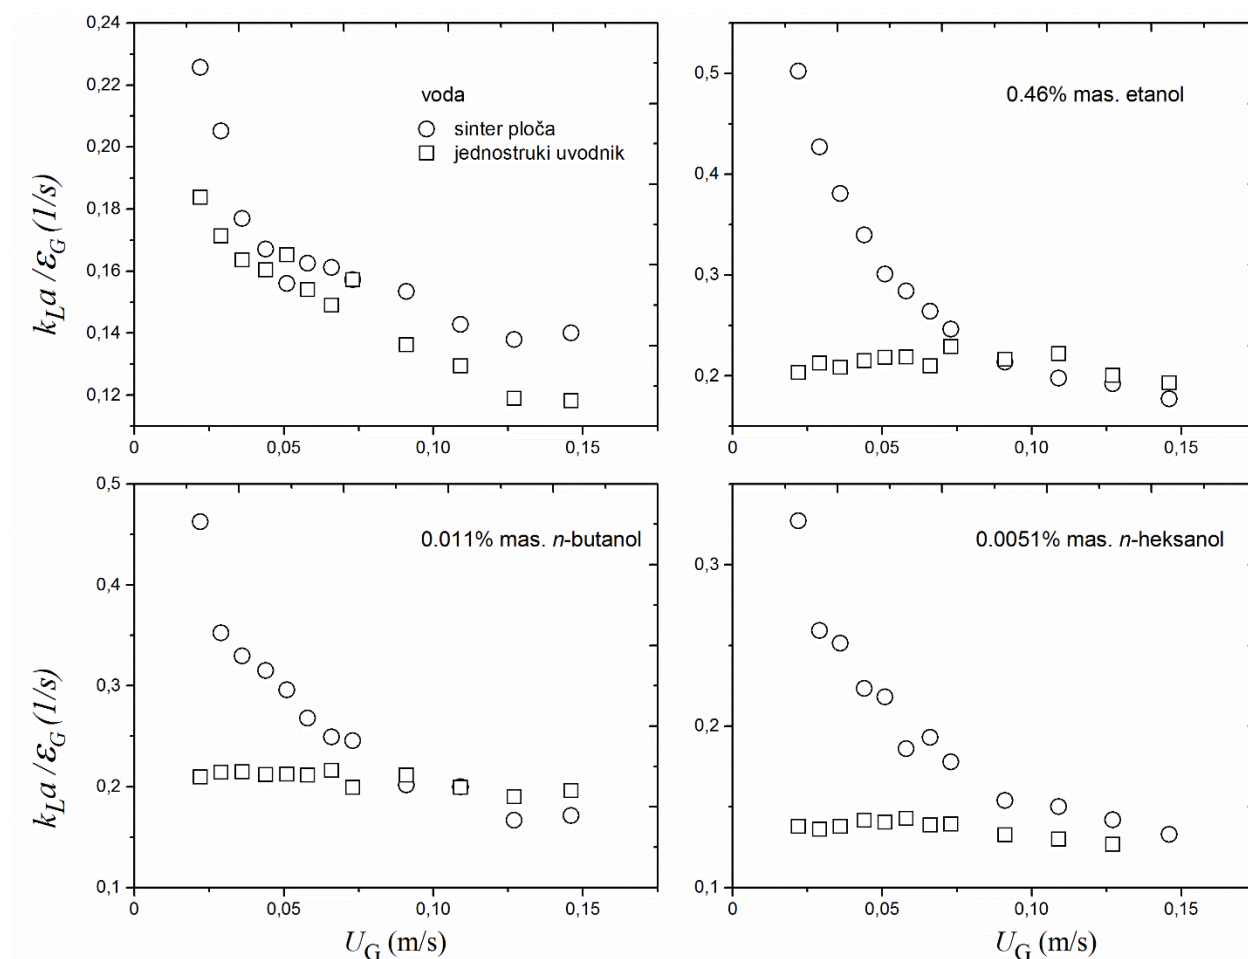 0,24
0,22
0,20
0,18
0,16
0,14
0,12
k_L a / ε_G (1/s)
voda
sinter ploča
jednostruki uvodnik
0 0,05 0,10 0,15
0,5
0,4
0,3
0,2
0.46% mas. etanol
0 0,05 0,10 0,15
0,5
0,4
0,3
0,2
0,1
k_L a / ε_G (1/s)
0.011% mas. n-butanol
0 0,05 0,10 0,15
U_G (m/s)
0,3
0,2
0,1
0.0051% mas. n-heksanol
0 0,05 0,10 0,15
U_G (m/s)